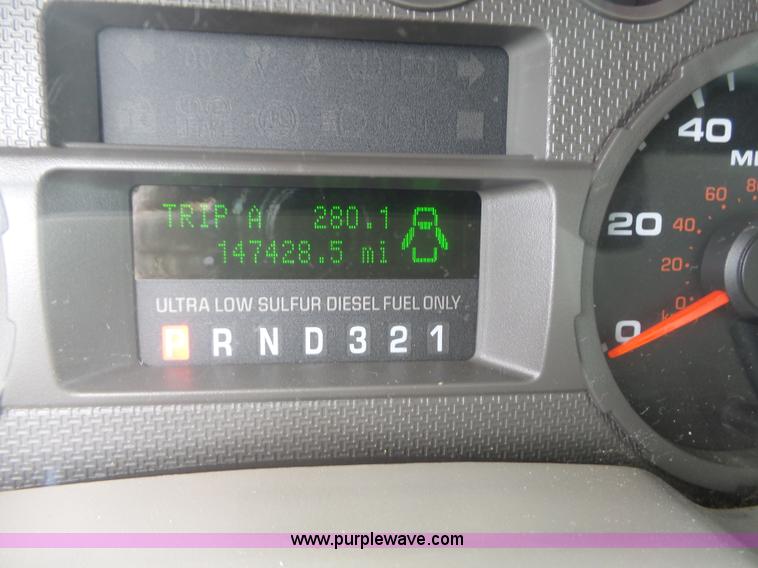 TRIP A 280.1
147428.5 mi
ULTRA LOW SULFUR DIESEL FUEL ONLY
P R N D 3 2 1
40
20
0
60
40
20
0
www.purplewave.com